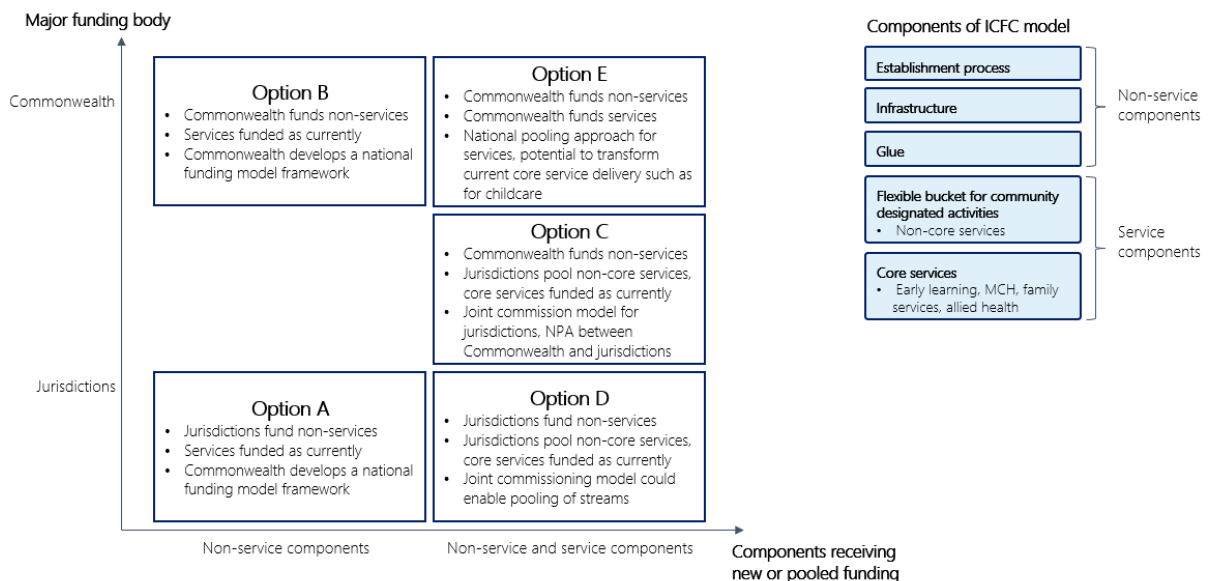 Major funding body
Commonwealth
Jurisdictions
Option B
• Commonwealth funds non-services
• Services funded as currently
• Commonwealth develops a national
funding model framework
Option E
• Commonwealth funds non-services
• Commonwealth funds services
• National pooling approach for
services, potential to transform
current core service delivery such as
for childcare
Option C
• Commonwealth funds non-services
• Jurisdictions pool non-core services,
core services funded as currently
• Joint commission model for
jurisdictions, NPA between
Commonwealth and jurisdictions
Option A
• Jurisdictions fund non-services
• Services funded as currently
• Commonwealth develops a national
funding model framework
Option D
• Jurisdictions fund non-services
• Jurisdictions pool non-core services,
core services funded as currently
• Joint commissioning model could
enable pooling of streams
Non-service components
Non-service and service components
Components receiving
new or pooled funding
Components of ICFC model
Establishment process
Infrastructure
Glue
Non-service
components
Flexible bucket for community
designated activities
• Non-core services
Core services
• Early learning, MCH, family
services, allied health
Service
components